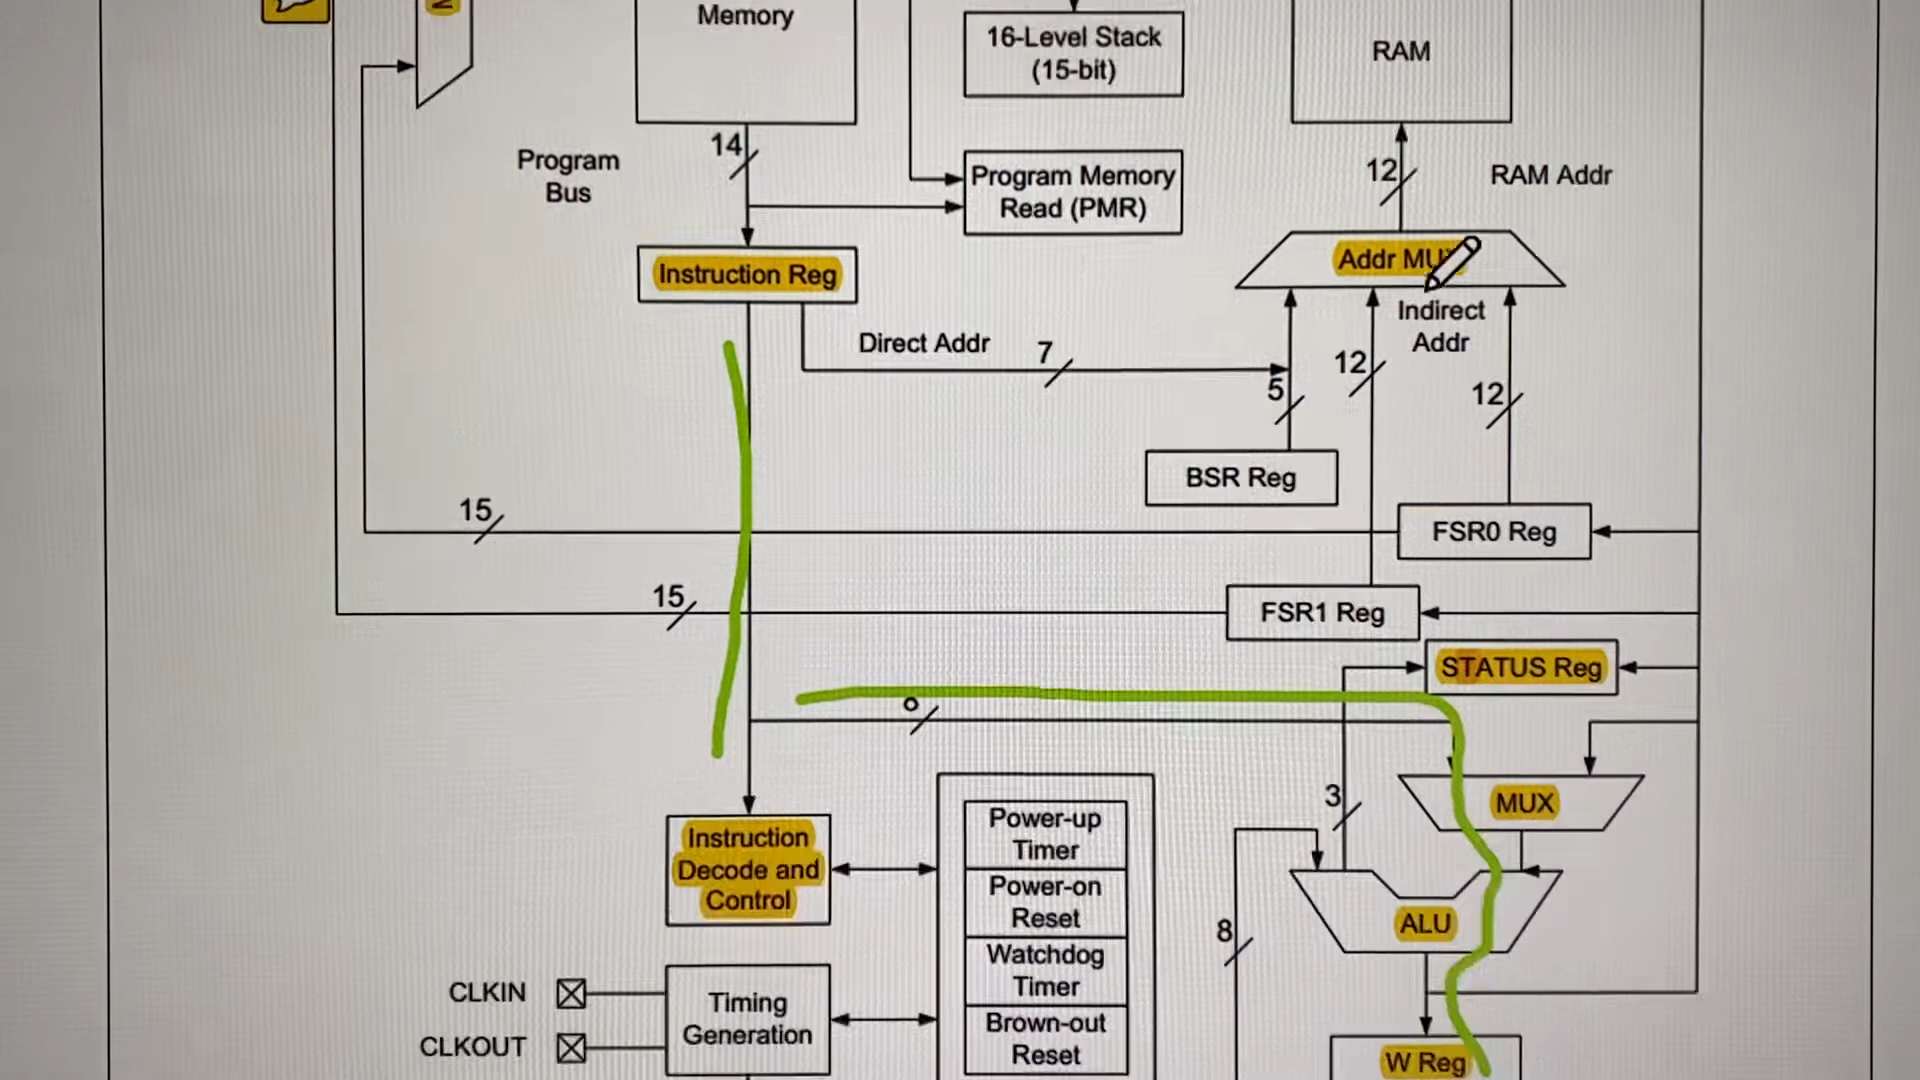 Memory
16-Level Stack
(15-bit)
RAM
14
Program
Bus
Program Memory
Read (PMR)
12
RAM Addr
Instruction Reg
Addr MUX
Indirect
Addr
Direct Addr
7
5
12
12
BSR Reg
15
FSR0 Reg
15
FSR1 Reg
STATUS Reg
3
MUX
Instruction
Decode and
Control
Power-up
Timer
Power-on
Reset
Watchdog
Timer
Brown-out
Reset
8
ALU
CLKIN
CLKOUT
Timing
Generation
W Reg